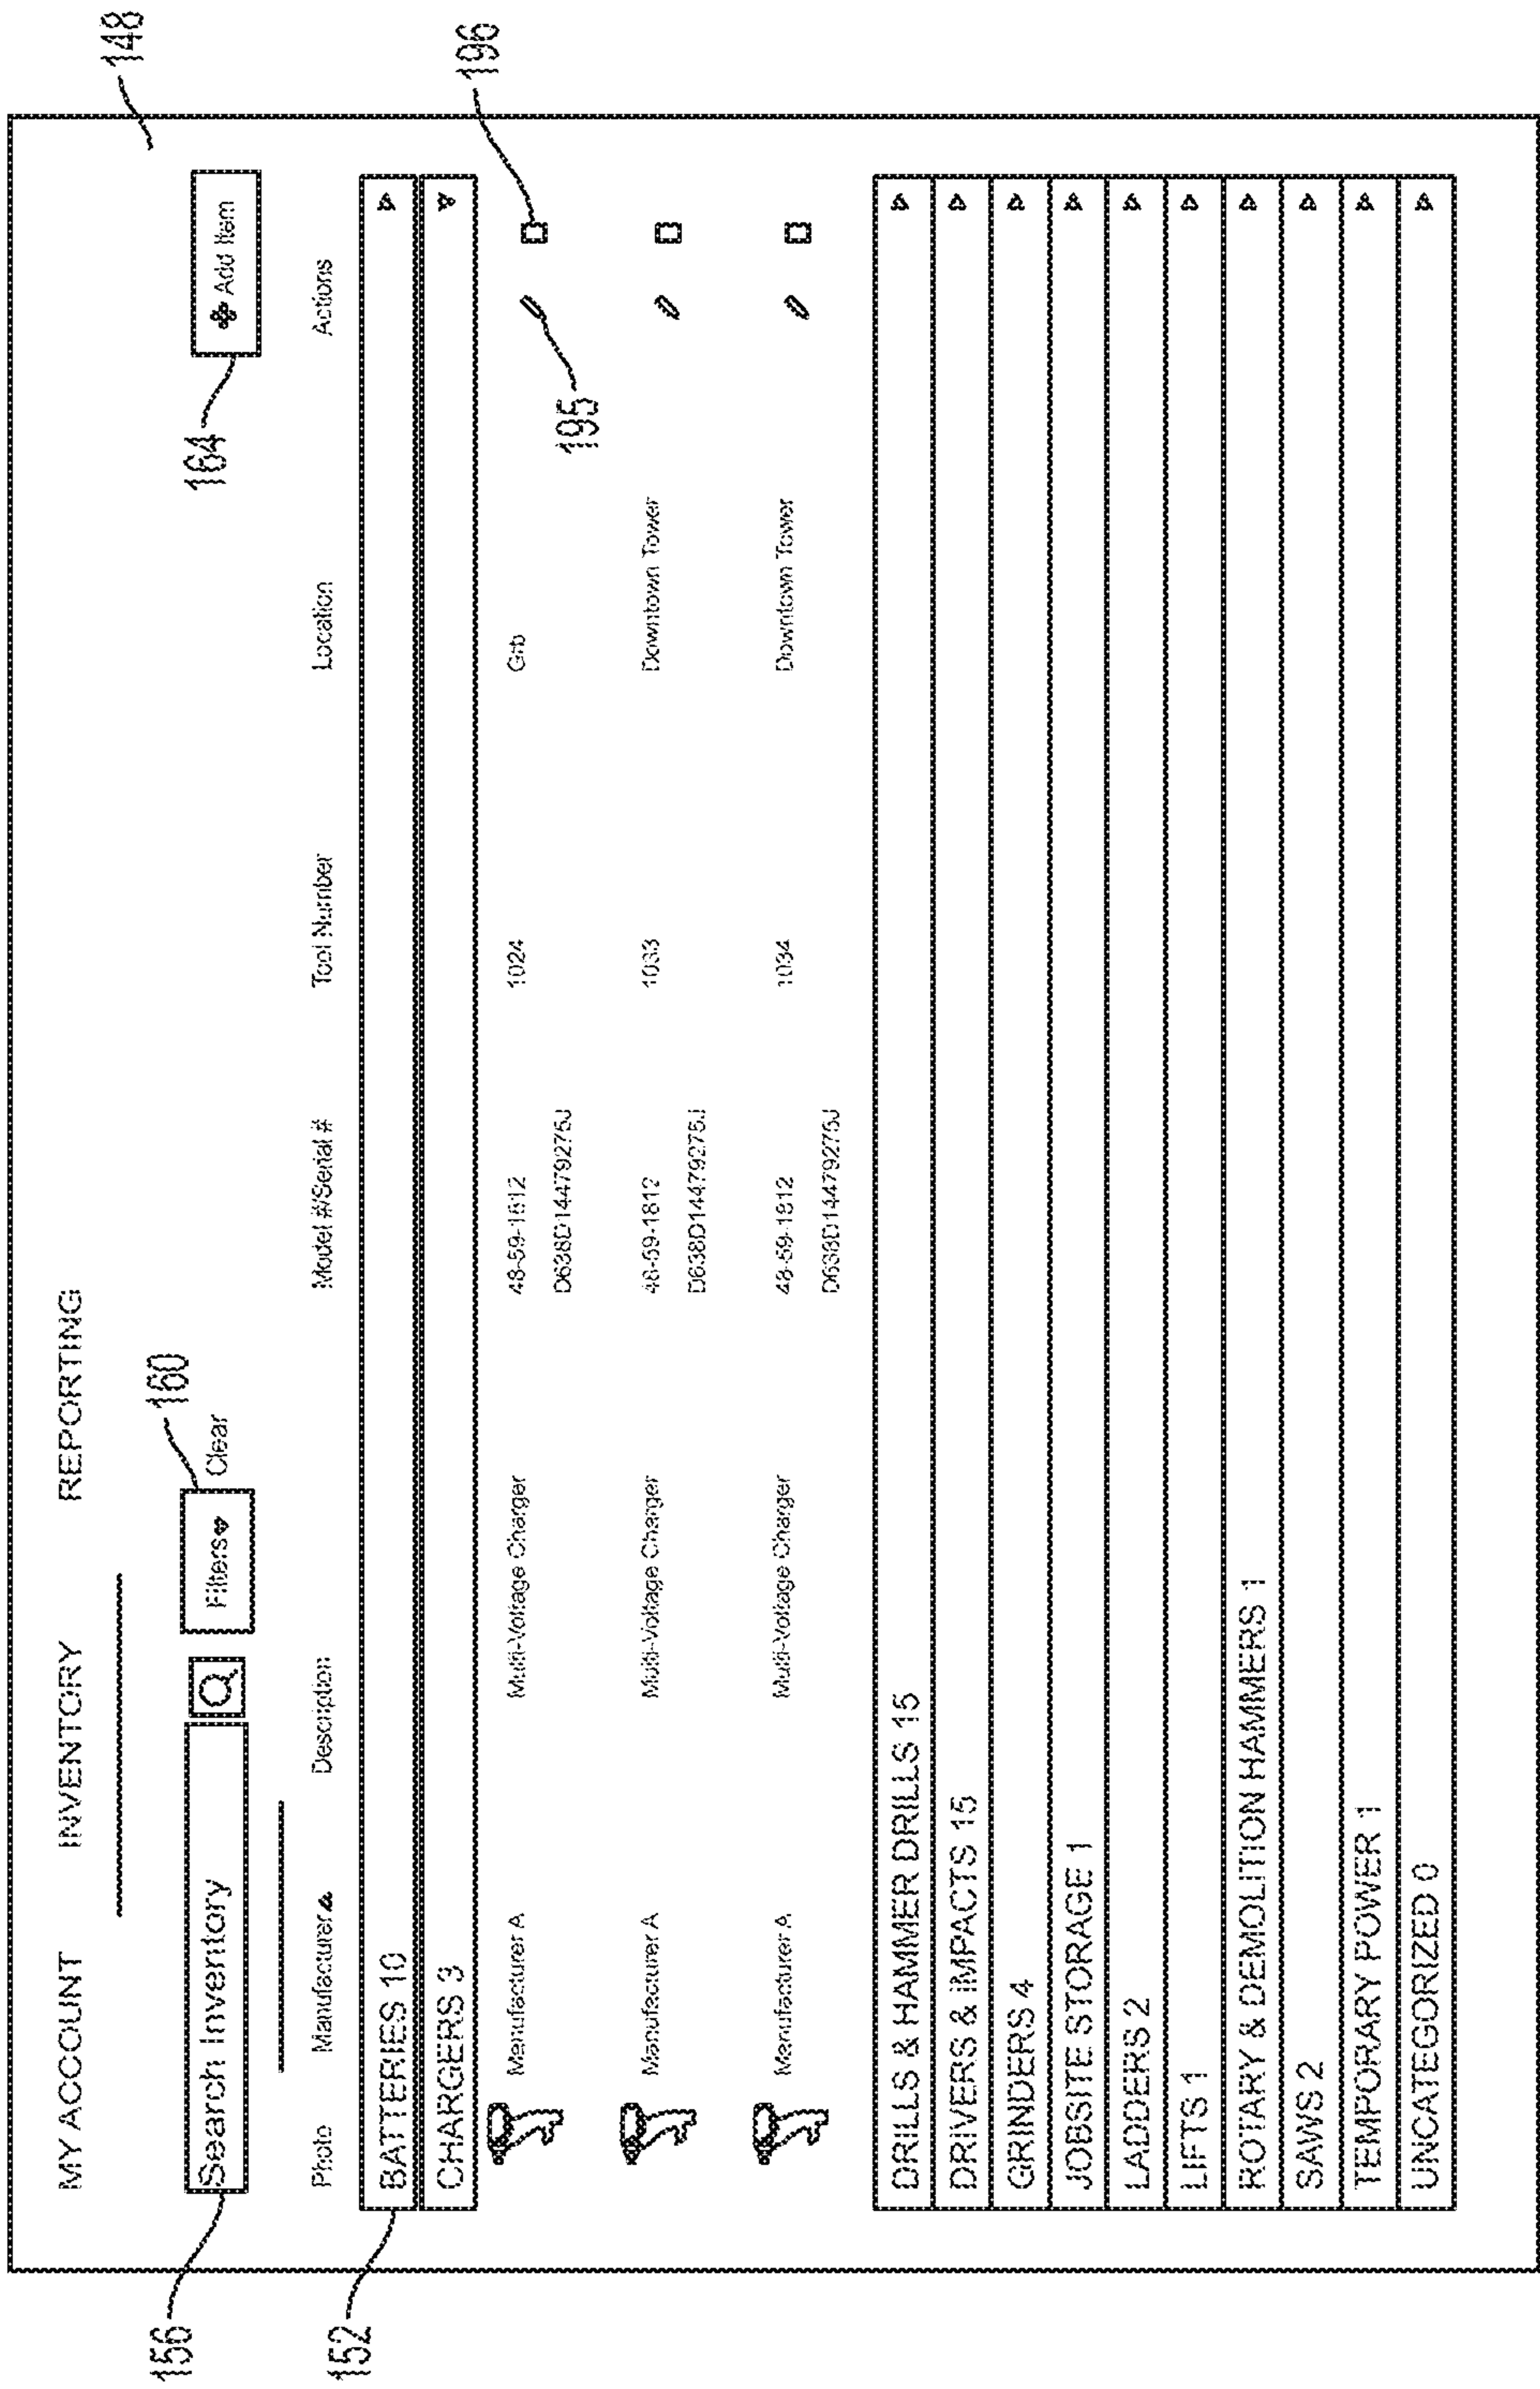 148
MY ACCOUNT INVENTORY REPORTING
156 Search Inventory Filters 160 Clear 164 Add Item
Photo Manufacturer Description Model #/Serial # Tool Number Location Actions
152 BATTERIES 10
CHARGERS 3
Manufacturer A Multi-Voltage Charger 48-59-1812 1024 195 196
D638D14479275J
Manufacturer A Multi-Voltage Charger 48-59-1812 1033 Downtown Tower
D638D14479275J
Manufacturer A Multi-Voltage Charger 48-59-1812 1034 Downtown Tower
D638D14479275J
DRILLS & HAMMER DRILLS 15
DRIVERS & IMPACTS 15
GRINDERS 4
JOBSITE STORAGE 1
LADDERS 2
LIFTS 1
ROTARY & DEMOLITION HAMMERS 1
SAWS 2
TEMPORARY POWER 1
UNCATEGORIZED 0